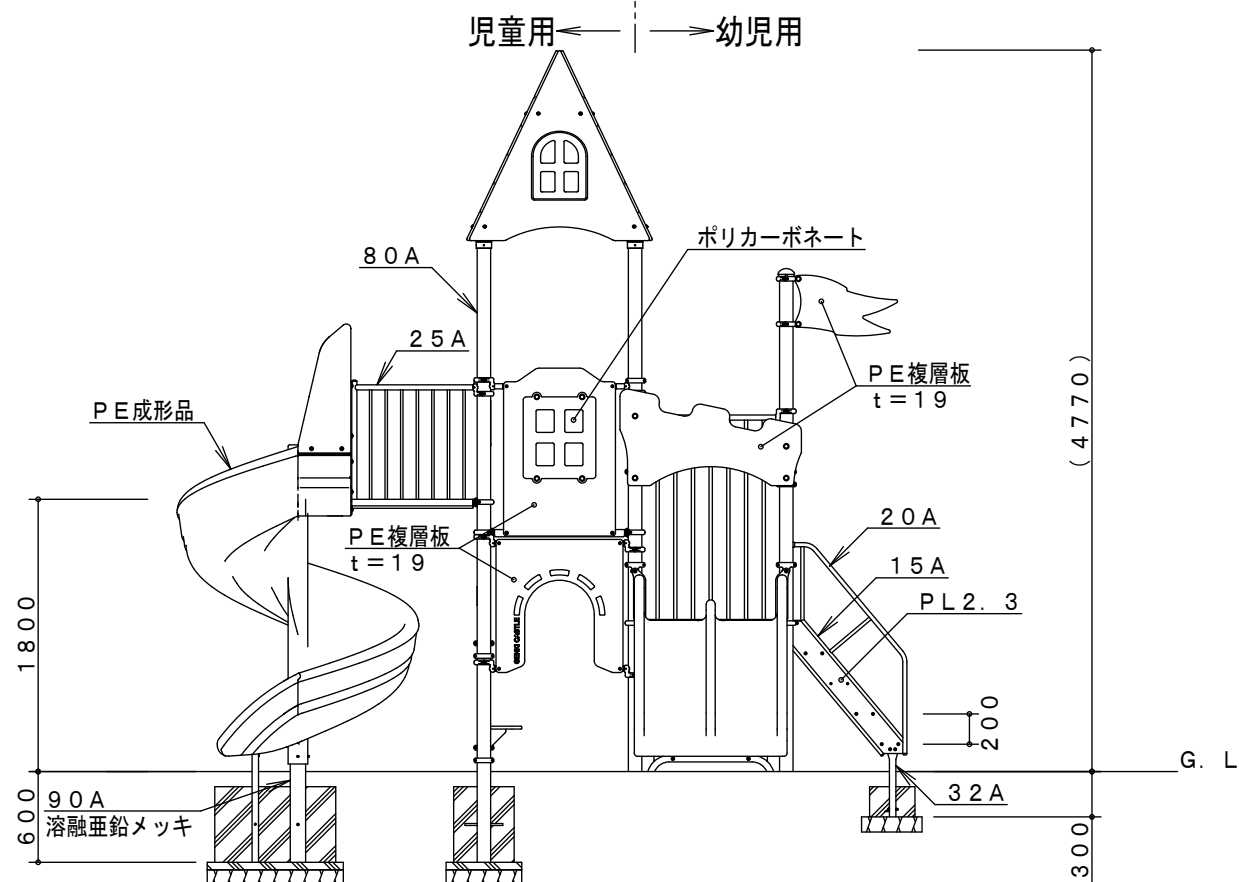 児童用
幼児用
ポリカーボネート
80A
25A
PE複層板
t=19
(4770)
PE成形品
PE複層板
t=19
20A
15A
PL2.3
1800
GENKI CASTLE
200
G.L
90A
溶融亜鉛メッキ
600
32A
300